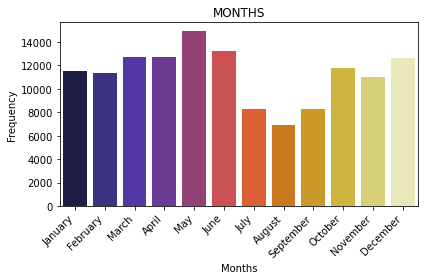 MONTHS
Frequency
14000
12000
10000
8000
6000
4000
2000
0
January
February
March
April
May
June
July
August
September
October
November
December
Months